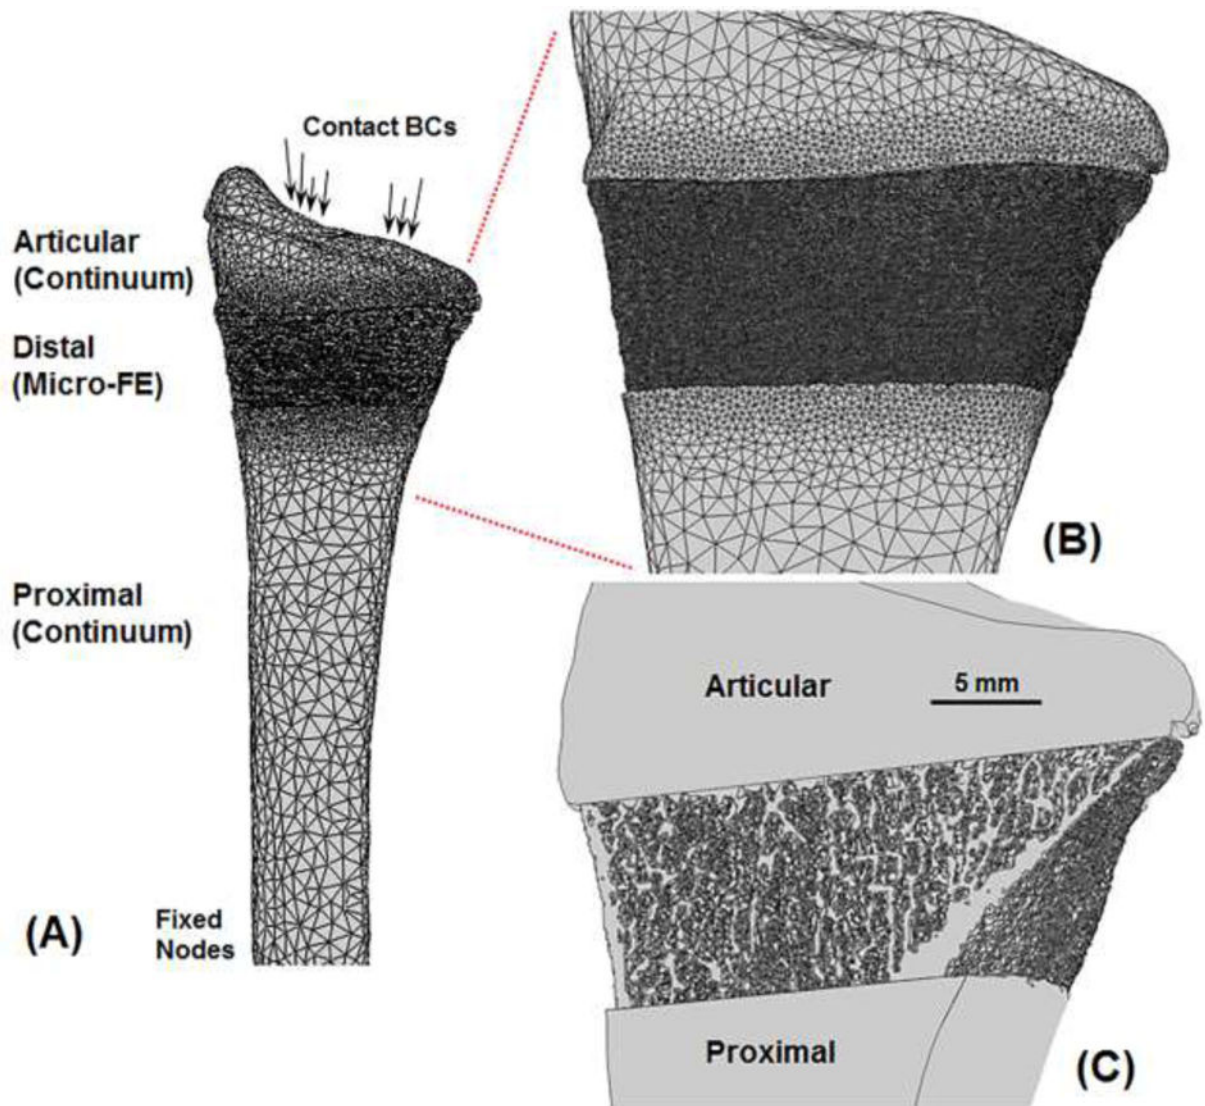 Contact BCs
Articular
(Continuum)
Distal
(Micro-FE)
Proximal
(Continuum)
Fixed
Nodes
(A)
(B)
Articular
5 mm
Proximal
(C)